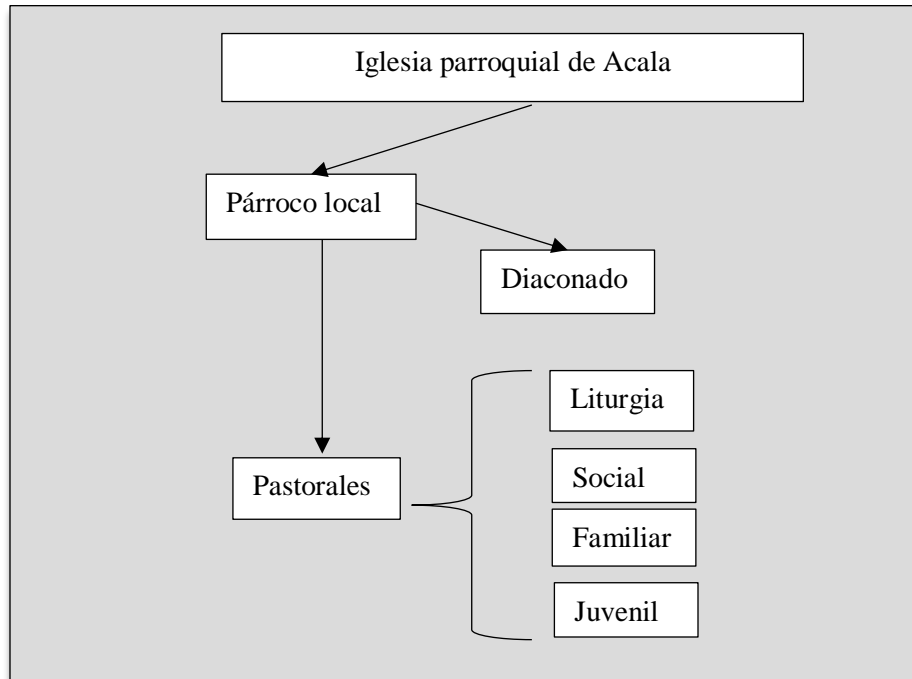 Iglesia parroquial de Acala
Párroco local
Diaconado
Pastorales
Liturgia
Social
Familiar
Juvenil